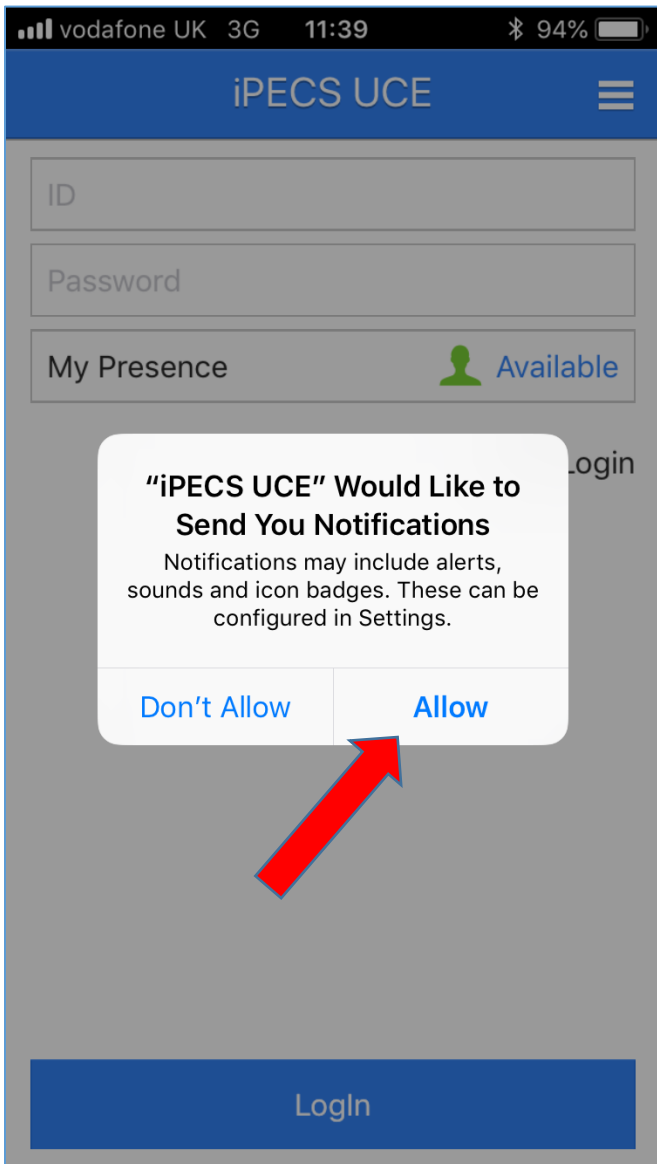 vodafone UK 3G 11:39 94%
iPECS UCE
ID
Password
My Presence Available
Login
“iPECS UCE” Would Like to
Send You Notifications
Notifications may include alerts,
sounds and icon badges. These can be
configured in Settings.
Don’t Allow Allow
LogIn